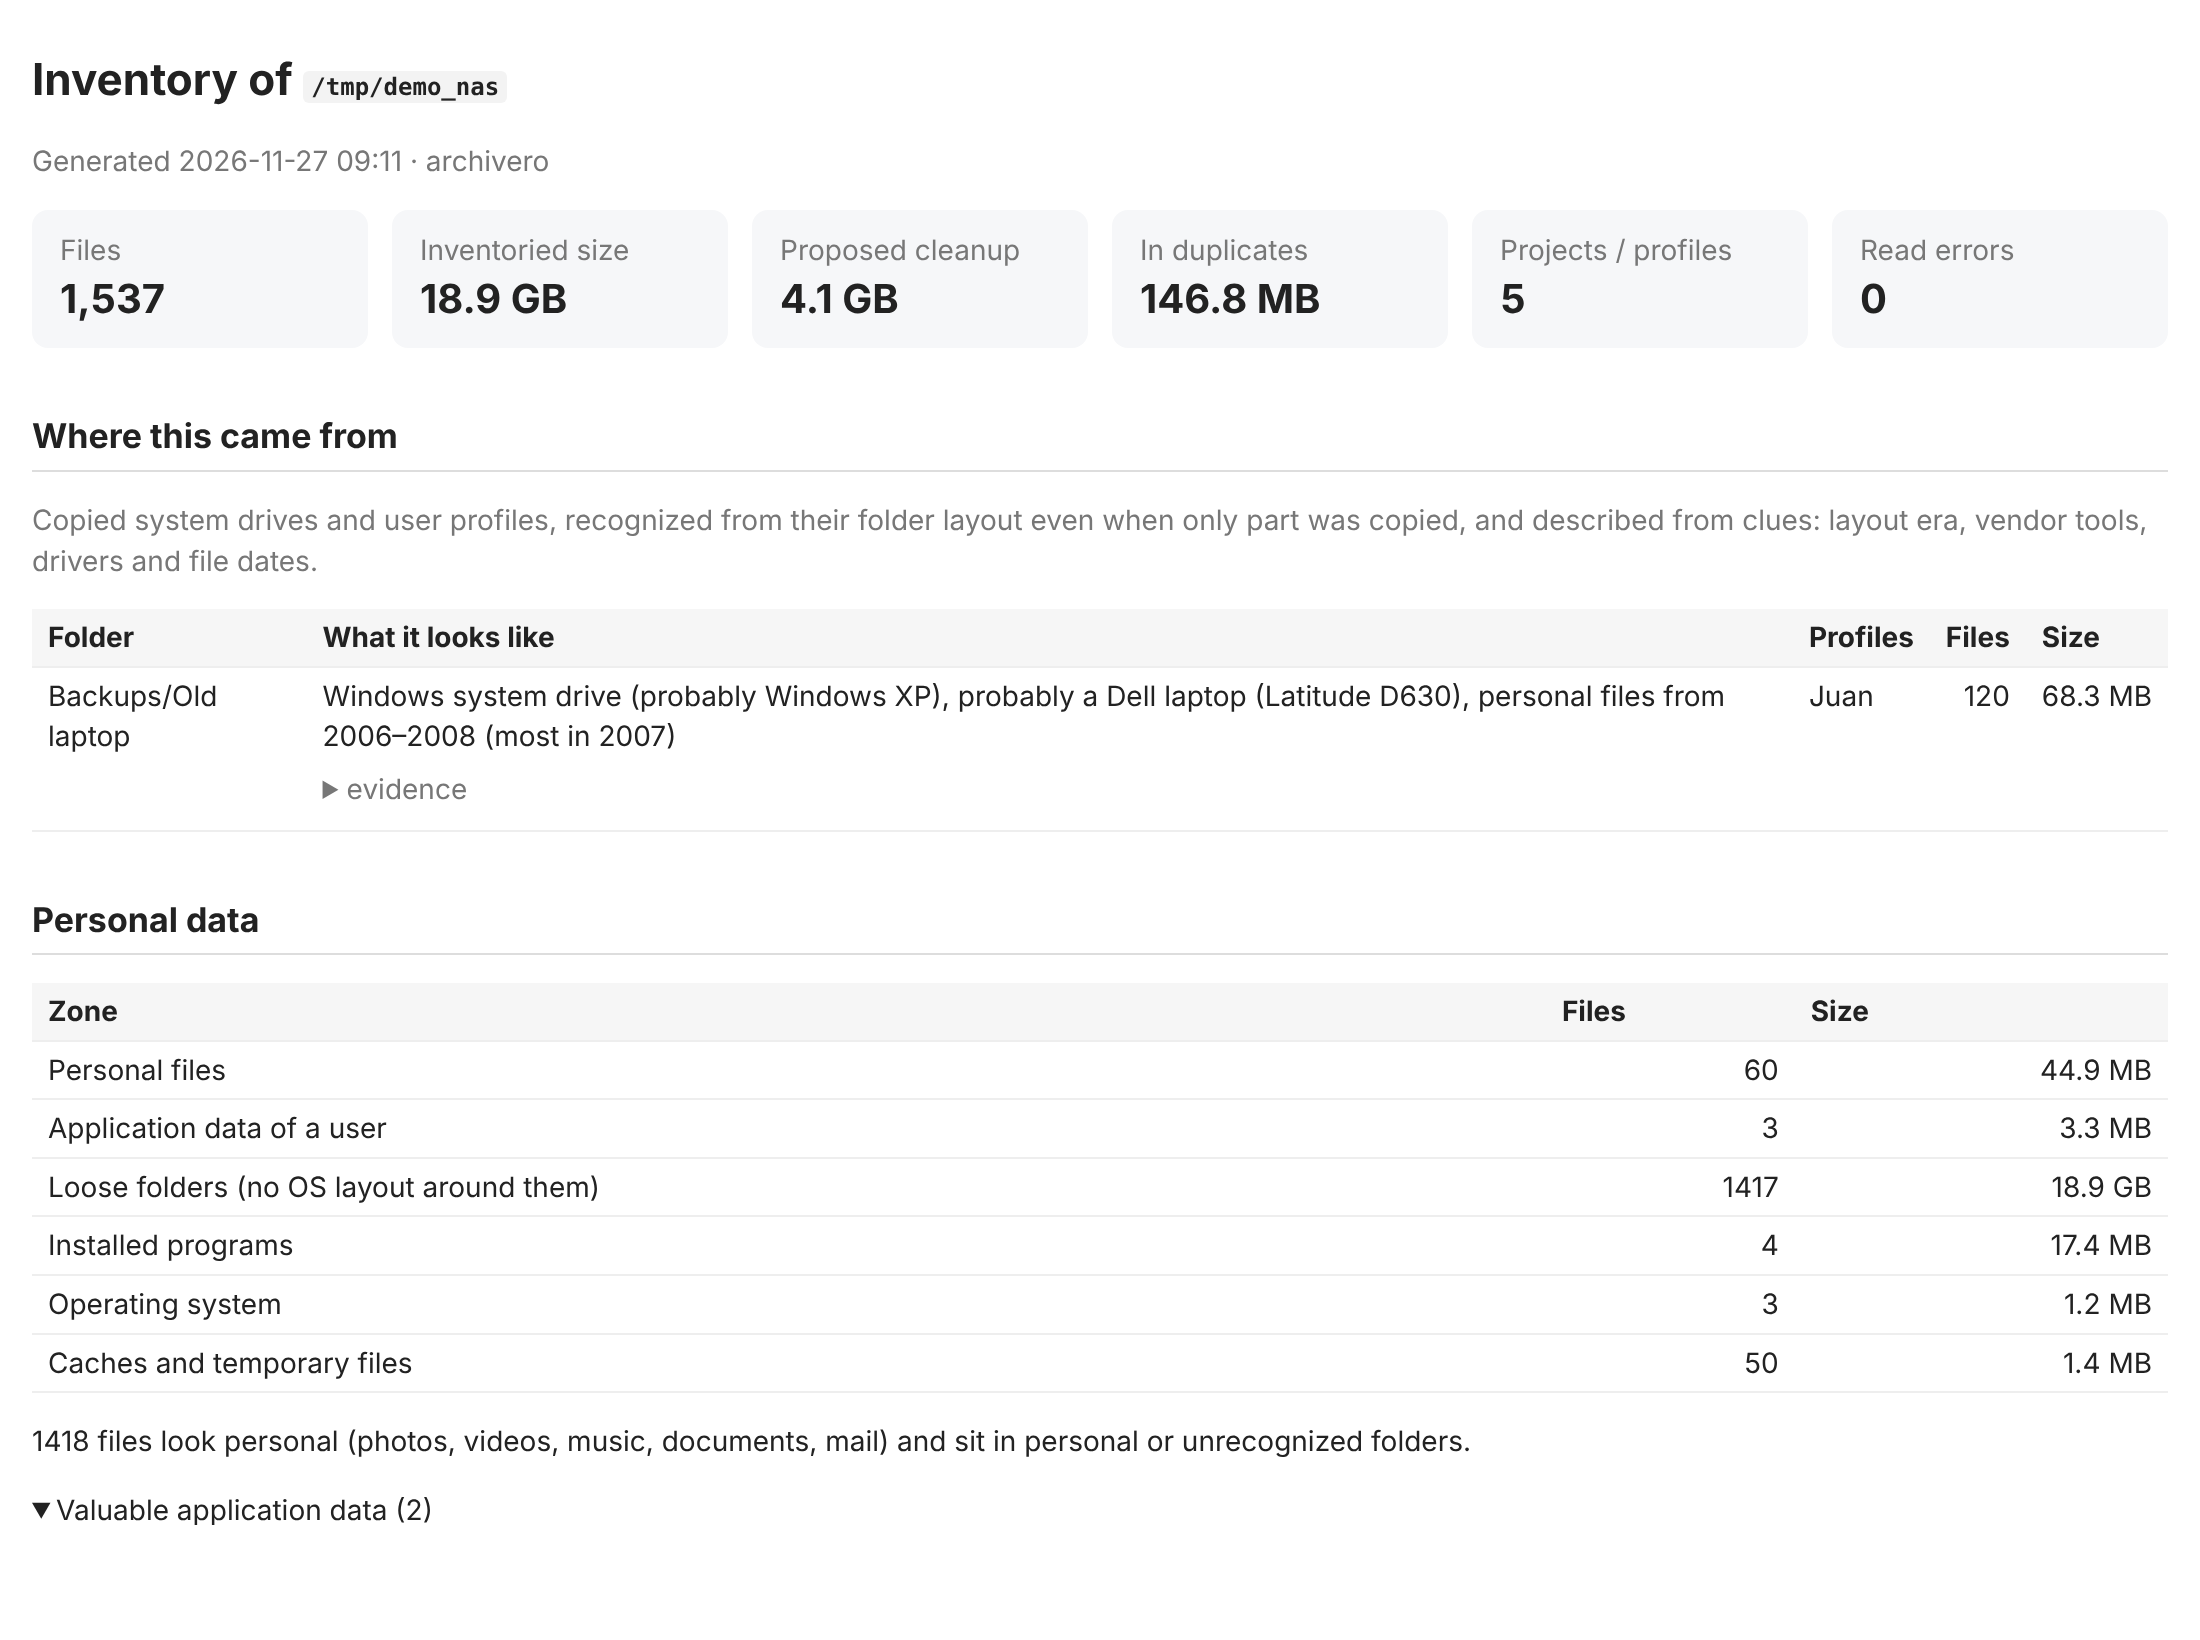 Inventory of /tmp/demo_nas
Generated 2026-11-27 09:11 · archivero
Files
1,537
Inventoried size
18.9 GB
Proposed cleanup
4.1 GB
In duplicates
146.8 MB
Projects / profiles
5
Read errors
0
Where this came from
Copied system drives and user profiles, recognized from their folder layout even when only part was copied, and described from clues: layout era, vendor tools,
drivers and file dates.
Folder What it looks like Profiles Files Size
Backups/Old Windows system drive (probably Windows XP), probably a Dell laptop (Latitude D630), personal files from Juan 120 68.3 MB
laptop 2006–2008 (most in 2007)
▶ evidence
Personal data
Zone Files Size
Personal files 60 44.9 MB
Application data of a user 3 3.3 MB
Loose folders (no OS layout around them) 1417 18.9 GB
Installed programs 4 17.4 MB
Operating system 3 1.2 MB
Caches and temporary files 50 1.4 MB
1418 files look personal (photos, videos, music, documents, mail) and sit in personal or unrecognized folders.
▼ Valuable application data (2)